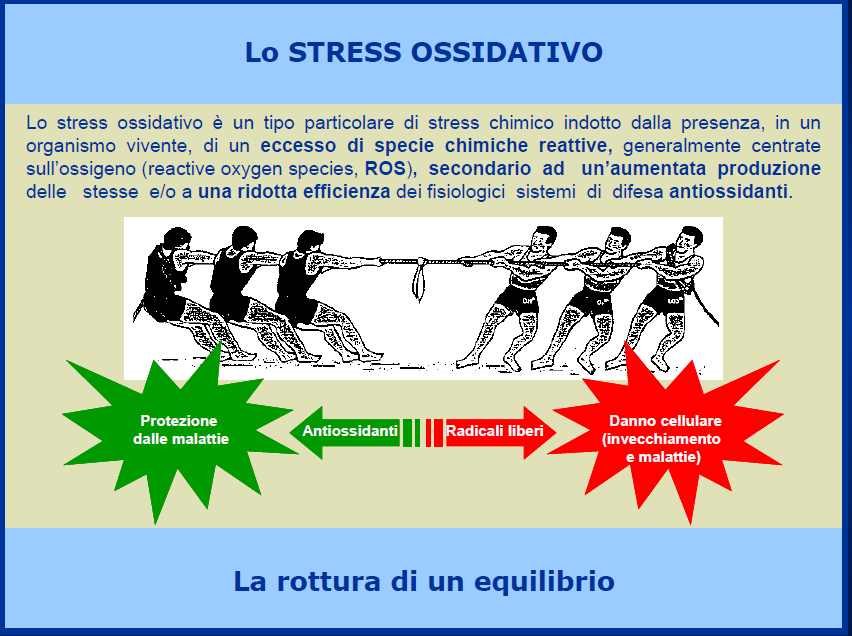 Lo STRESS OSSIDATIVO
Lo stress ossidativo è un tipo particolare di stress chimico indotto dalla presenza, in un
organismo vivente, di un eccesso di specie chimiche reattive, generalmente centrate
sull'ossigeno (reactive oxygen species, ROS), secondario ad un'aumentata produzione
delle stesse e/o a una ridotta efficienza dei fisiologici sistemi di difesa antiossidanti.
Protezione
dalle malattie
Antiossidanti
Radicali liberi
Danno cellulare
(invecchiamento
e malattie)
La rottura di un equilibrio